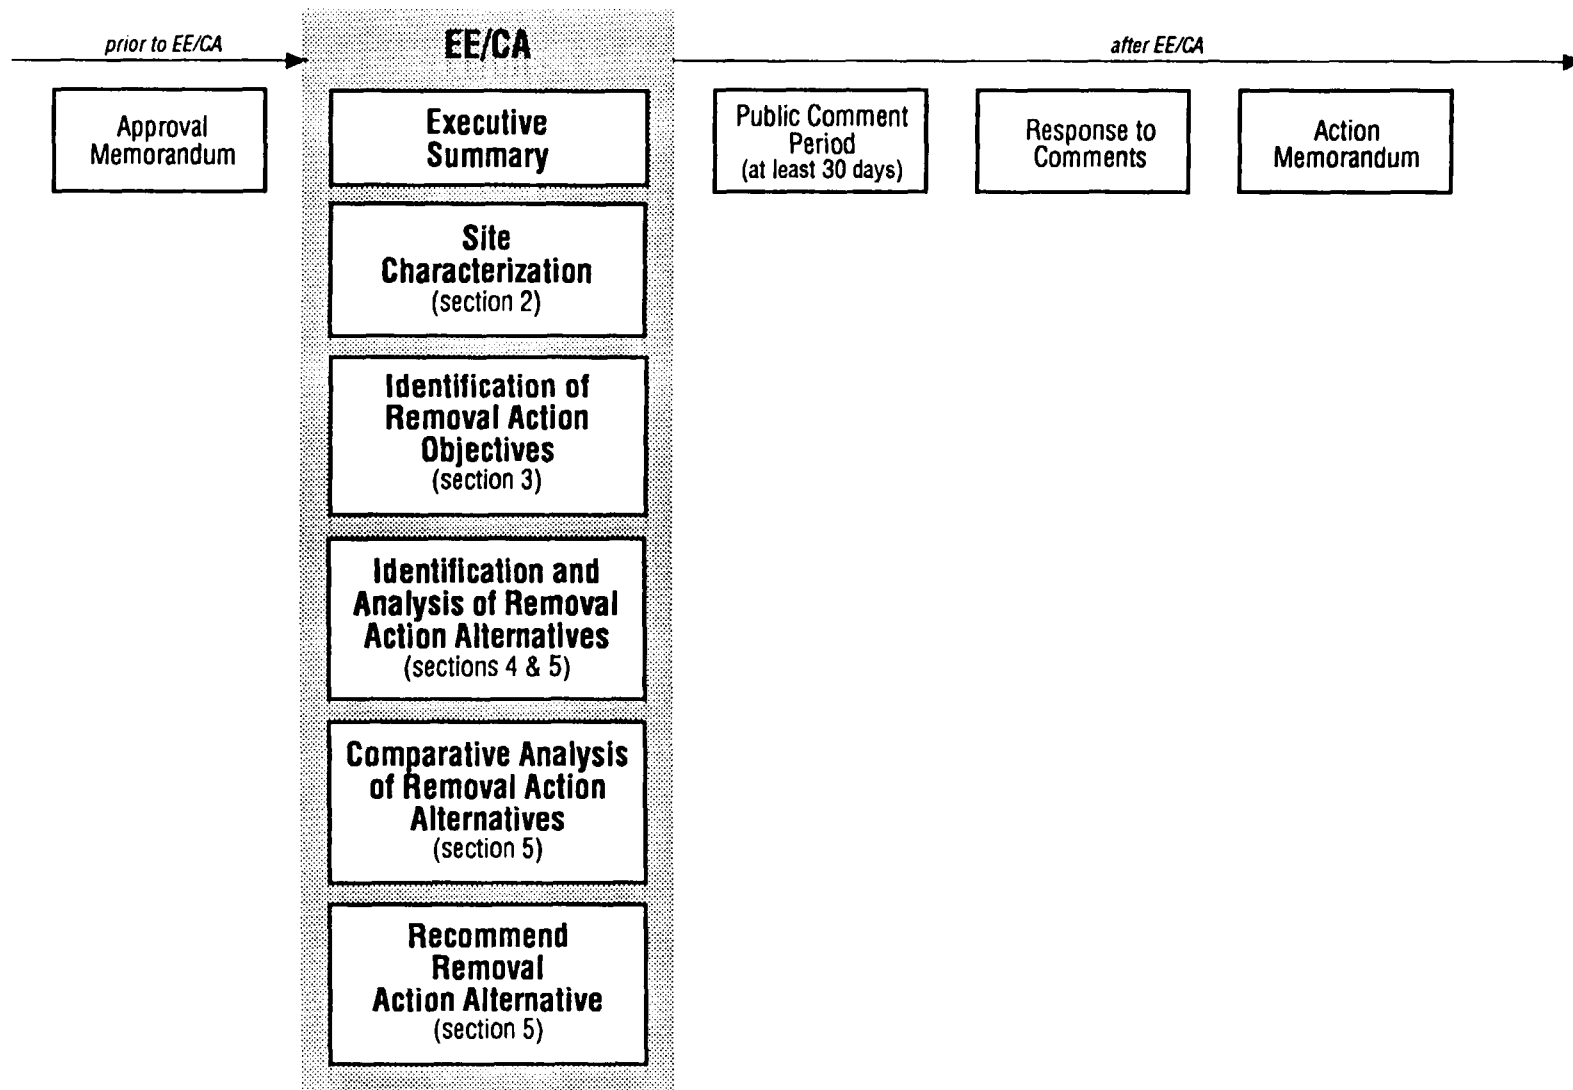 prior to EE/CA
EE/CA
after EE/CA
Approval
Memorandum
Executive
Summary
Site
Characterization
(section 2)
Identification of
Removal Action
Objectives
(section 3)
Identification and
Analysis of Removal
Action Alternatives
(sections 4 & 5)
Comparative Analysis
of Removal Action
Alternatives
(section 5)
Recommend
Removal
Action Alternative
(section 5)
Public Comment
Period
(at least 30 days)
Response to
Comments
Action
Memorandum